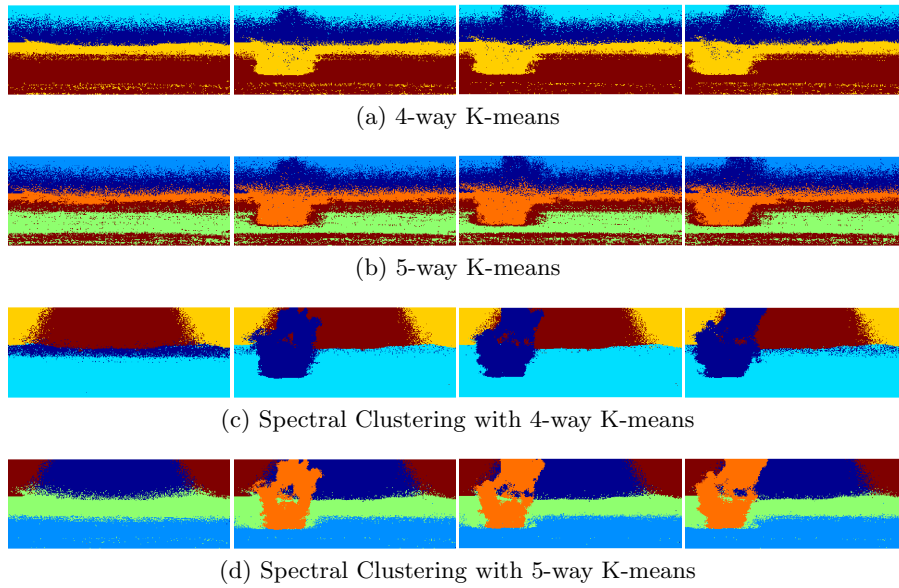 (a) 4-way K-means
(b) 5-way K-means
(c) Spectral Clustering with 4-way K-means
(d) Spectral Clustering with 5-way K-means